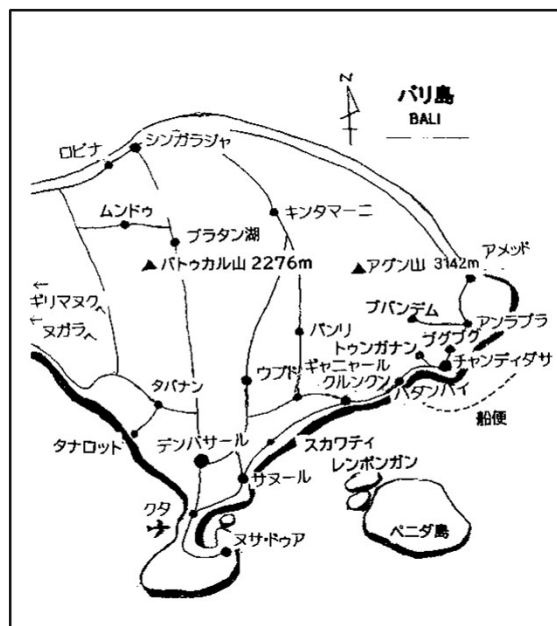 N
バリ島
BALI
シンガラジャ
ロビナ
ムンドゥ
キンタマーニ
ブラタン湖
バトゥカル山 2276m
アグン山 3142m
アメッド
←
ギリマヌクへ
←
ヌガラへ
ブバンデム
アンラプラ
バンリ
ブグブグ
トゥンガナン
ギャニャール
チャンディダサ
クルンクン
ウブド
パダンバイ
タバナン
船便
タナロット
デンパサール
スカワティ
レンボンガン
サヌール
クタ
ペニダ島
ヌサ・ドゥア